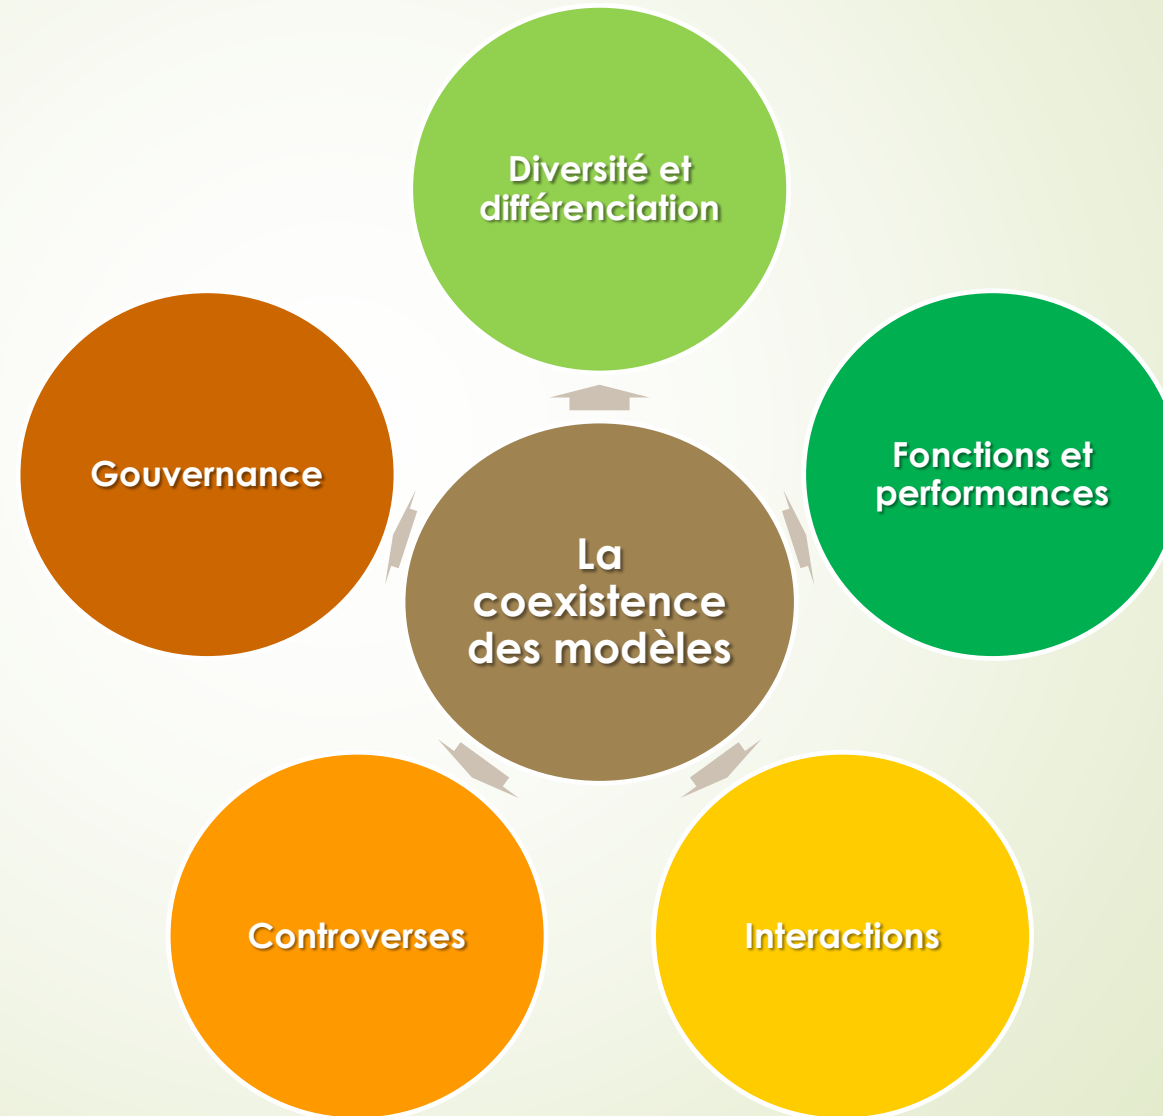 Diversité et
différenciation
Gouvernance
Fonctions et
performances
La
coexistence
des modèles
Controverses
Interactions